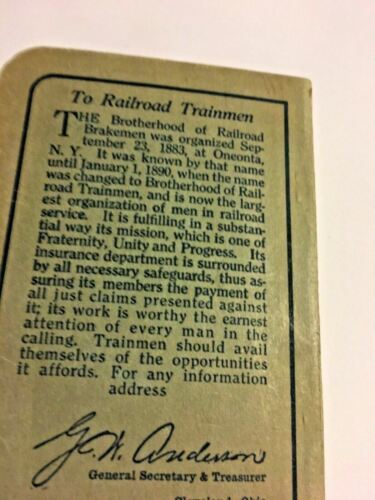 To Railroad Trainmen
THE Brotherhood of Railroad
Brakemen was organized Sep-
tember 23, 1883, at Oneonta,
N. Y. It was known by that name
until January 1, 1890, when the name
was changed to Brotherhood of Rail-
road Trainmen, and is now the larg-
est organization of men in railroad
service. It is fulfilling in a substan-
tial way its mission, which is one of
Fraternity, Unity and Progress. Its
insurance department is surrounded
by all necessary safeguards, thus as-
suring its members the payment of
all just claims presented against
it; its work is worthy the earnest
attention of every man in the
calling. Trainmen should avail
themselves of the opportunities
it affords. For any information
address
G. W. Anderson
General Secretary & Treasurer
Cleveland, Ohio